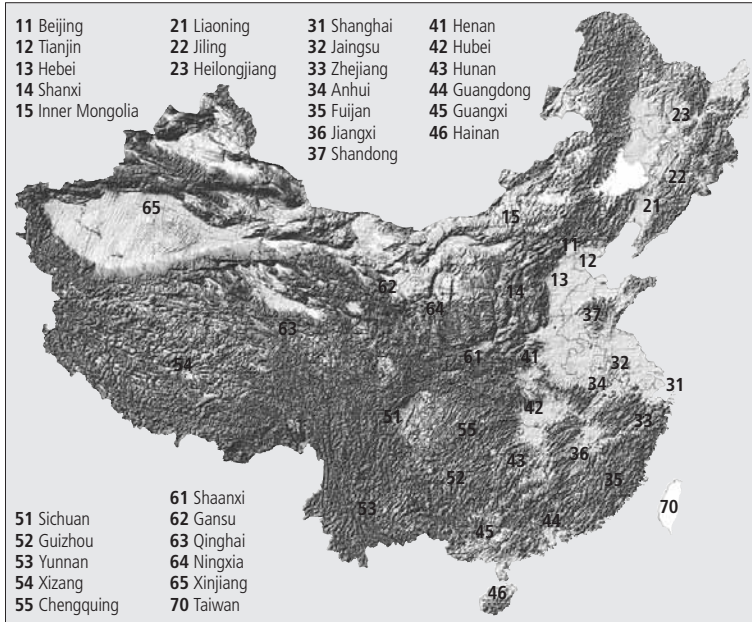 11 Beijing
12 Tianjin
13 Hebei
14 Shanxi
15 Inner Mongolia
21 Liaoning
22 Jiling
23 Heilongjiang
31 Shanghai
32 Jaingsu
33 Zhejiang
34 Anhui
35 Fuijan
36 Jiangxi
37 Shandong
41 Henan
42 Hubei
43 Hunan
44 Guangdong
45 Guangxi
46 Hainan
23
22
21
65
15
11
12
13
62
14
64
37
63
61
41
32
54
34
31
51
42
33
55
36
43
52
35
53
44
70
45
46
51 Sichuan
52 Guizhou
53 Yunnan
54 Xizang
55 Chengquing
61 Shaanxi
62 Gansu
63 Qinghai
64 Ningxia
65 Xinjiang
70 Taiwan